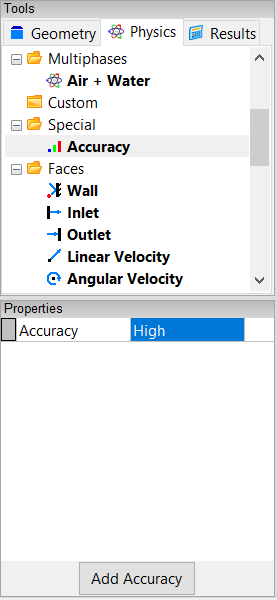 Tools
Geometry Physics Results
Multiphases
Air + Water
Custom
Special
Accuracy
Faces
Wall
Inlet
Outlet
Linear Velocity
Angular Velocity
Properties
Accuracy High
Add Accuracy